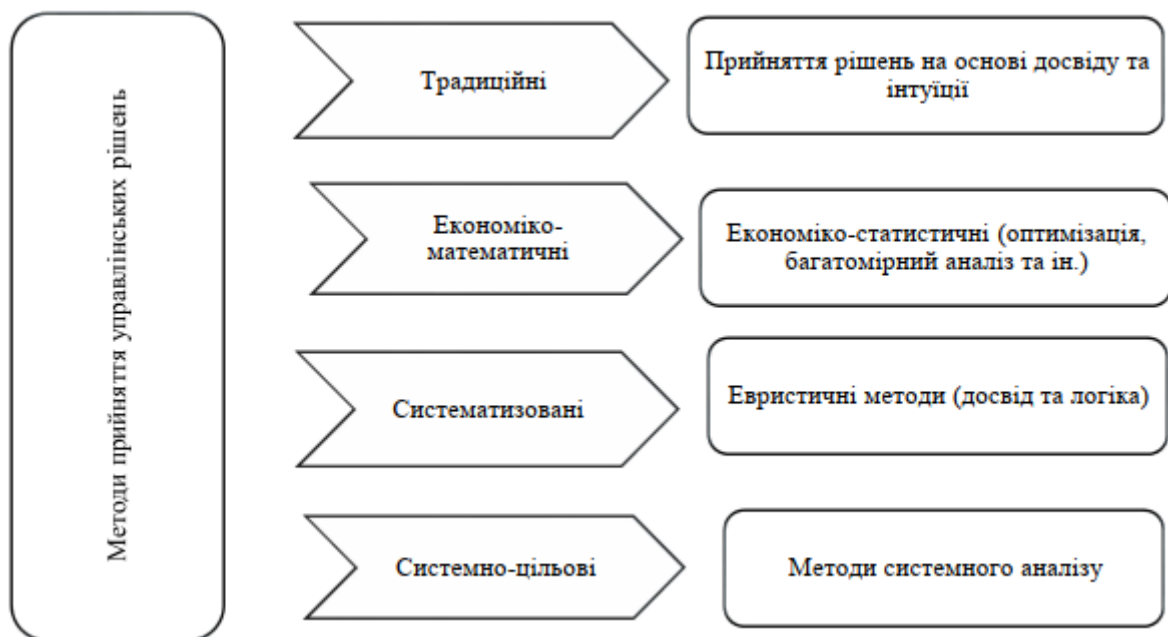 Методи прийняття управлінських рішень
Традиційні
Прийняття рішень на основі досвіду та
інтуїції
Економіко-
математичні
Економіко-статистичні (оптимізація,
багатомірний аналіз та ін.)
Систематизовані
Евристичні методи (досвід та логіка)
Системно-цільові
Методи системного аналізу